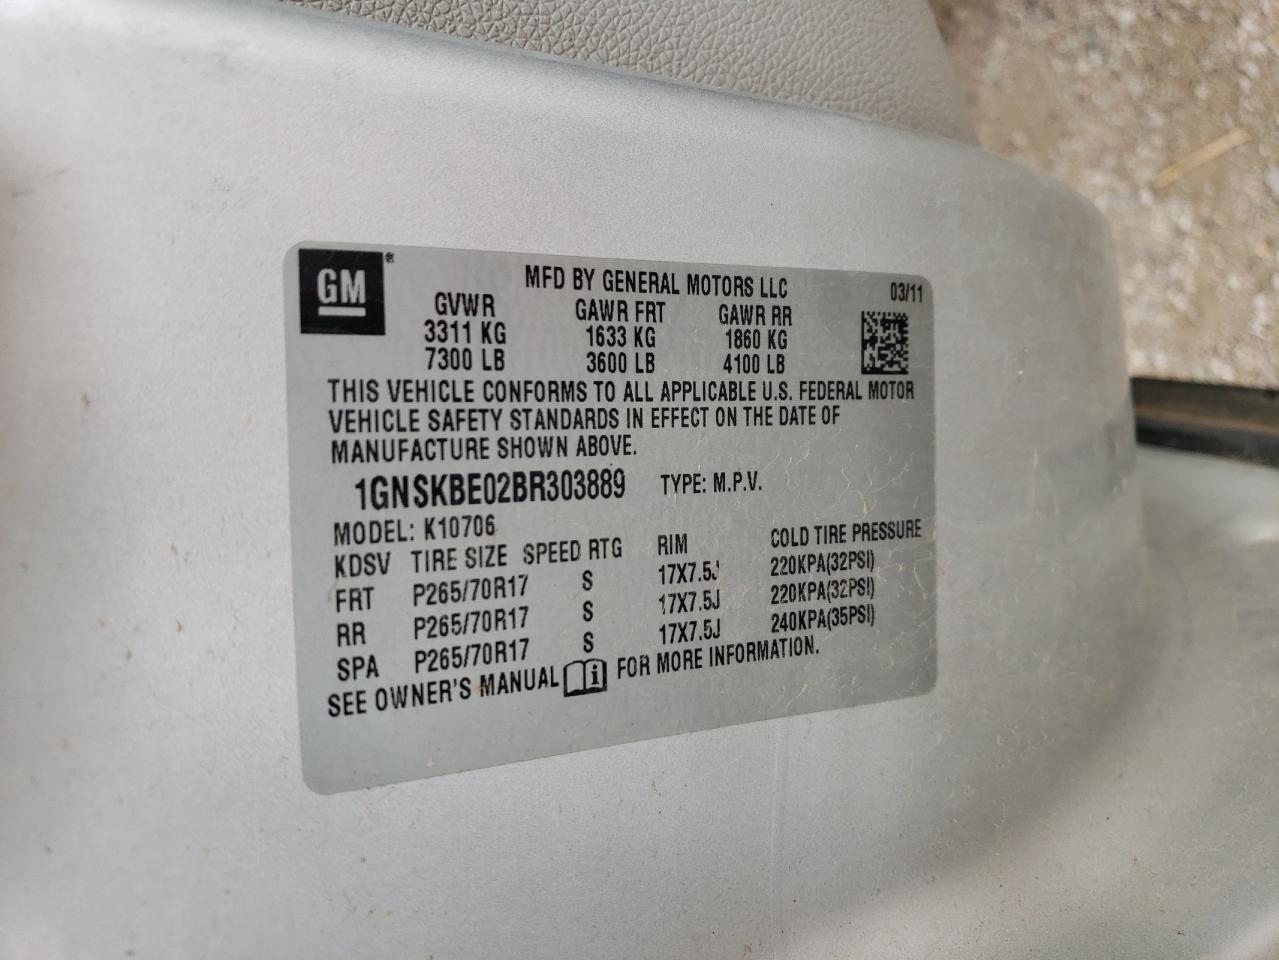 GM®
MFD BY GENERAL MOTORS LLC 03/11
GVWR GAWR FRT GAWR RR
3311 KG 1633 KG 1860 KG
7300 LB 3600 LB 4100 LB
THIS VEHICLE CONFORMS TO ALL APPLICABLE U.S. FEDERAL MOTOR
VEHICLE SAFETY STANDARDS IN EFFECT ON THE DATE OF
MANUFACTURE SHOWN ABOVE.
1GNSKBE02BR303889 TYPE: M.P.V.
MODEL: K10706
KDSV TIRE SIZE SPEED RTG RIM COLD TIRE PRESSURE
FRT P265/70R17 S 17X7.5J 220KPA(32PSI)
RR P265/70R17 S 17X7.5J 220KPA(32PSI)
SPA P265/70R17 S 17X7.5J 240KPA(35PSI)
SEE OWNER'S MANUAL i FOR MORE INFORMATION.